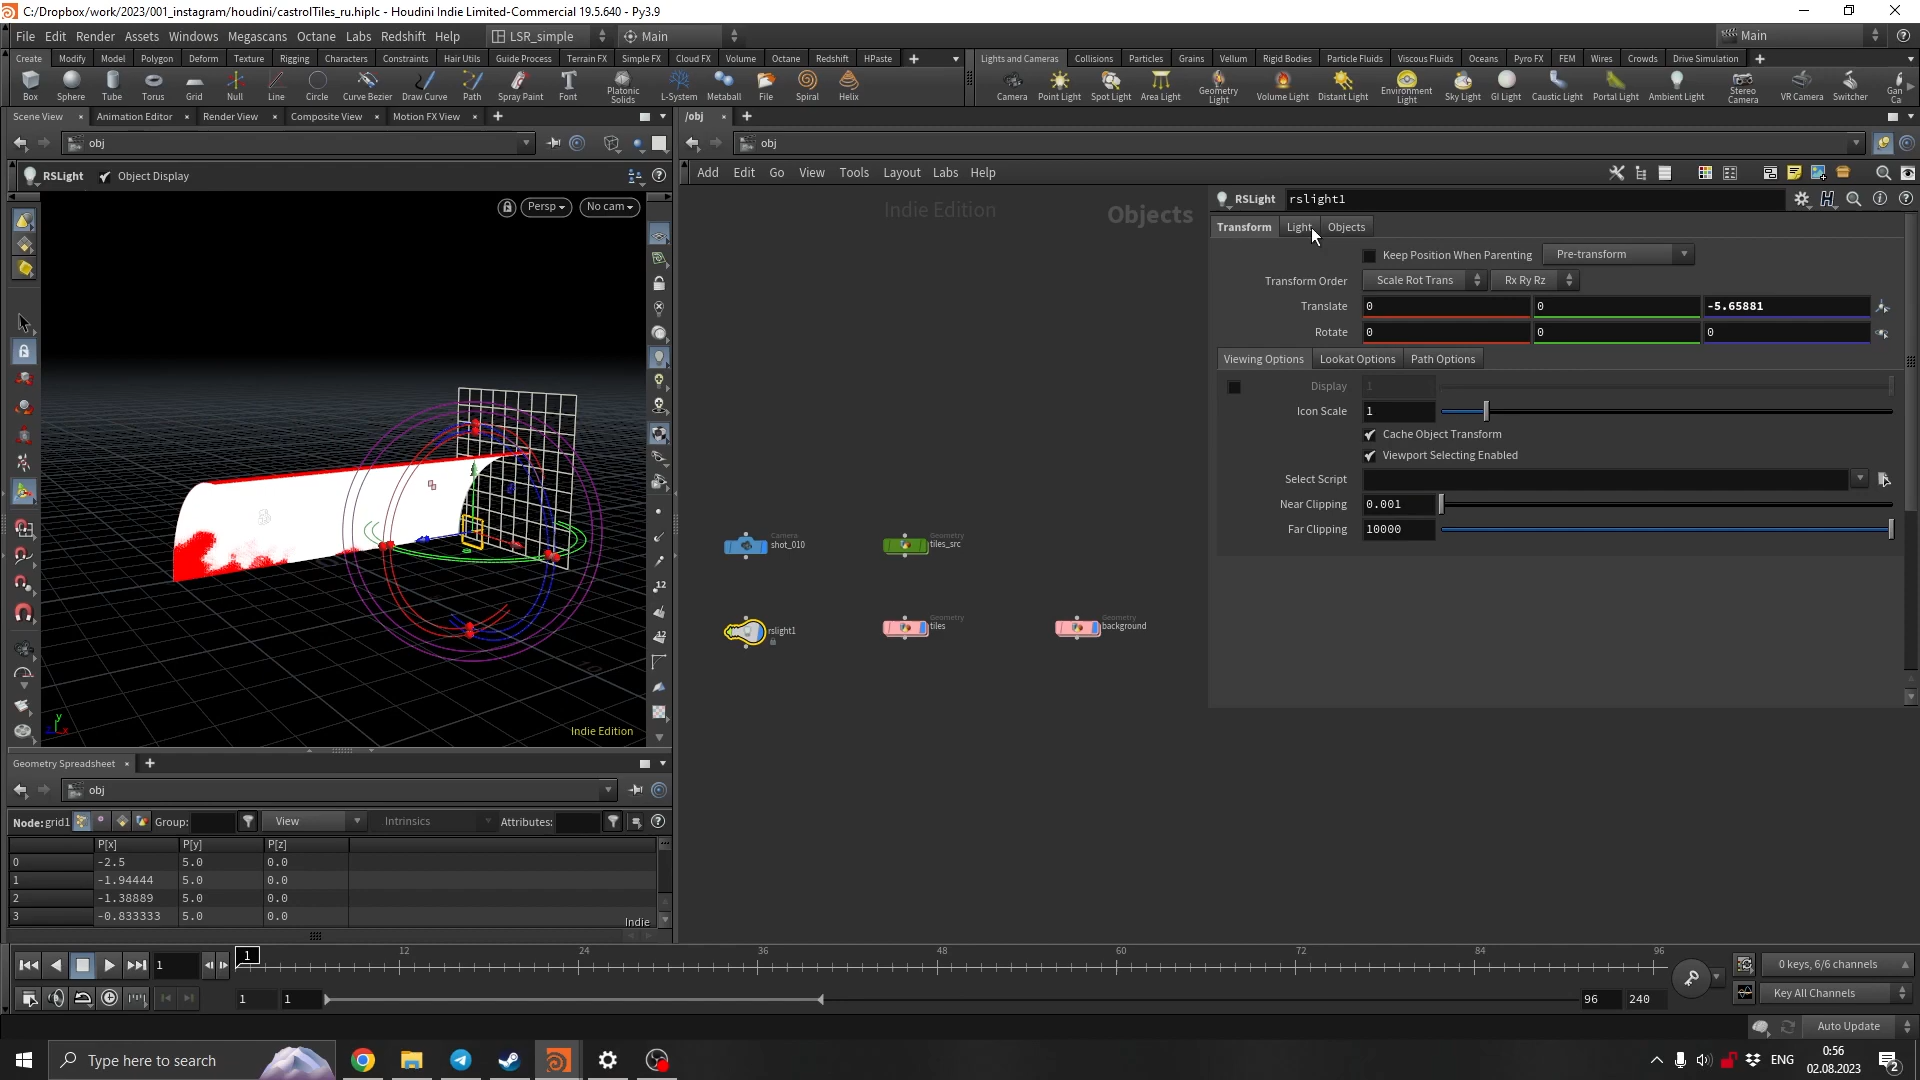 C:/Dropbox/work/2023/001_instagram/houdini/castrolTiles_ru.hiplc - Houdini Indie Limited-Commercial 19.5.640 - Py3.9
File Edit Render Assets Windows Megascans Octane Labs Redshift Help LSR_simple Main Main
Create Modify Model Polygon Deform Texture Rigging Characters Constraints Hair Utils Guide Process Terrain FX Simple FX Cloud FX Volume Octane Redshift HPaste
Lights and Cameras Collisions Particles Grains Vellum Rigid Bodies Particle Fluids Viscous Fluids Oceans Pyro FX FEM Wires Crowds Drive Simulation
Box Sphere Tube Torus Grid Null Line Circle Curve Bezier Draw Curve Path Spray Paint Font Platonic Solids L-System Metaball File Spiral Helix
Camera Point Light Spot Light Area Light Geometry Light Volume Light Distant Light Environment Light Sky Light GI Light Caustic Light Portal Light Ambient Light Stereo Camera VR Camera Switcher Gan Ca
Scene View Animation Editor Render View Composite View Motion FX View
/obj
obj
obj
RSLight Object Display
Add Edit Go View Tools Layout Labs Help
Persp No cam
Indie Edition
Objects
RSLight rslight1
Transform Light Objects
Keep Position When Parenting Pre-transform
Transform Order Scale Rot Trans Rx Ry Rz
Translate 0 0 -5.65881
Rotate 0 0 0
Viewing Options Lookat Options Path Options
Display 1
Icon Scale 1
Cache Object Transform
Viewport Selecting Enabled
Select Script
Near Clipping 0.001
Far Clipping 10000
Camera
shot_010
Geometry
tiles_src
rslight1
Geometry
tiles
Geometry
background
12
12
10
y
z x
Indie Edition
Geometry Spreadsheet
obj
Node: grid1 Group: View Intrinsics Attributes:
P[x] P[y] P[z]
0 -2.5 5.0 0.0
1 -1.94444 5.0 0.0
2 -1.38889 5.0 0.0
3 -0.833333 5.0 0.0
Indie
1 1 12 24 36 48 60 72 84 96
0 keys, 6/6 channels
1 1 96 240
Key All Channels
Auto Update
Type here to search
ENG
0:56
02.08.2023
2